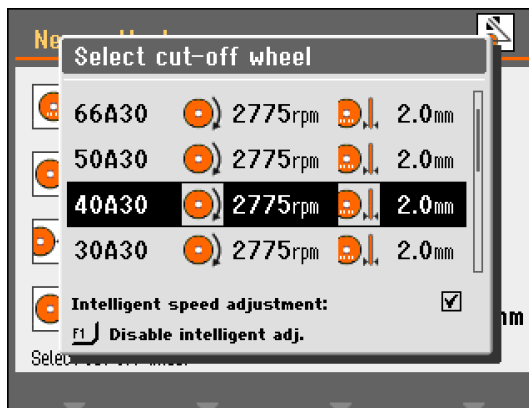 Select cut-off wheel
66A30 2775rpm 2.0mm
50A30 2775rpm 2.0mm
40A30 2775rpm 2.0mm
30A30 2775rpm 2.0mm
Intelligent speed adjustment:
F1 Disable intelligent adj.